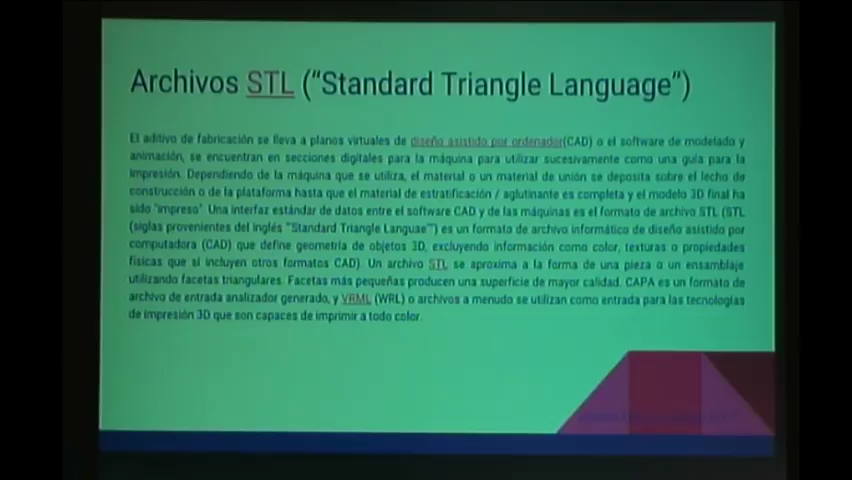 Archivos STL ("Standard Triangle Language")
El aditivo de fabricación se lleva a planos virtuales de diseño asistido por ordenador(CAD) o el software de modelado y
animación, se encuentran en secciones digitales para la máquina para utilizar sucesivamente como una guía para la
impresión. Dependiendo de la máquina que se utiliza, el material o un material de unión se deposita sobre el lecho de
construcción o de la plataforma hasta que el material de estratificación / aglutinante es completa y el modelo 3D final ha
sido "impreso". Una interfaz estándar de datos entre el software CAD y de las máquinas es el formato de archivo STL (STL
(siglas provenientes del inglés "Standard Triangle Languae") es un formato de archivo informático de diseño asistido por
computadora (CAD) que define geometría de objetos 3D, excluyendo información como color, texturas o propiedades
físicas que sí incluyen otros formatos CAD). Un archivo STL se aproxima a la forma de una pieza o un ensamblaje
utilizando facetas triangulares. Facetas más pequeñas producen una superficie de mayor calidad. CAPA es un formato de
archivo de entrada analizador generado, y VRML (WRL) o archivos a menudo se utilizan como entrada para las tecnologías
de impresión 3D que son capaces de imprimir a todo color.